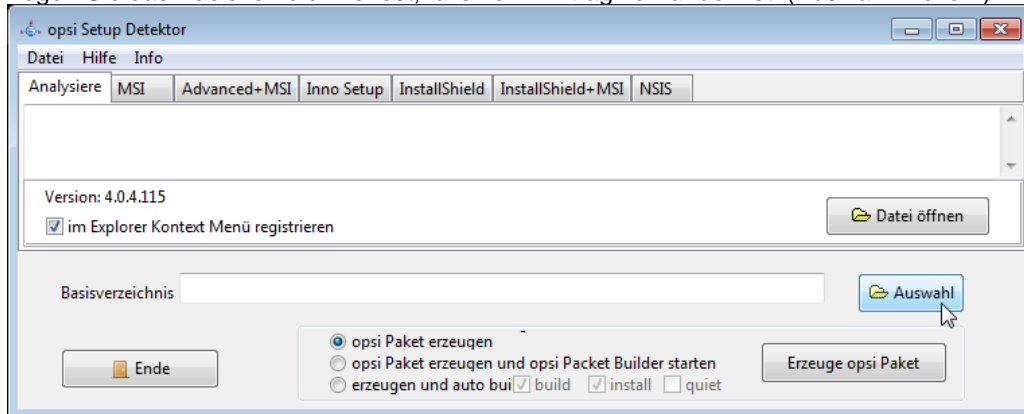 opsi Setup Detektor
Datei Hilfe Info
Analysiere MSI Advanced+MSI Inno Setup InstallShield InstallShield+MSI NSIS
Version: 4.0.4.115
im Explorer Kontext Menü registrieren
Datei öffnen
Basisverzeichnis
Auswahl
opsi Paket erzeugen
opsi Paket erzeugen und opsi Packet Builder starten
erzeugen und auto bui build install quiet
Ende
Erzeuge opsi Paket